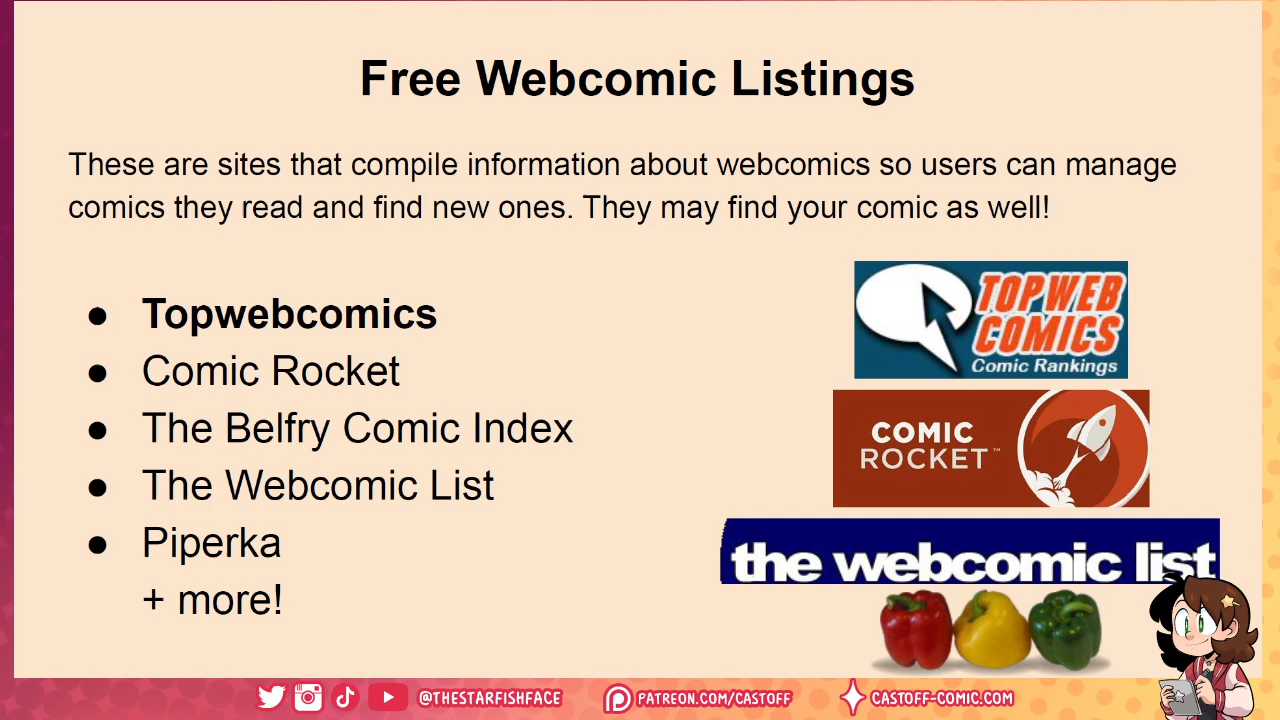 Free Webcomic Listings
These are sites that compile information about webcomics so users can manage
comics they read and find new ones. They may find your comic as well!
● Topwebcomics
● Comic Rocket
● The Belfry Comic Index
● The Webcomic List
● Piperka
+ more!
TOPWEB
COMICS
Comic Rankings
COMIC
ROCKET™
the webcomic list
@THESTARFISHFACE PATREON.COM/CASTOFF CASTOFF-COMIC.COM